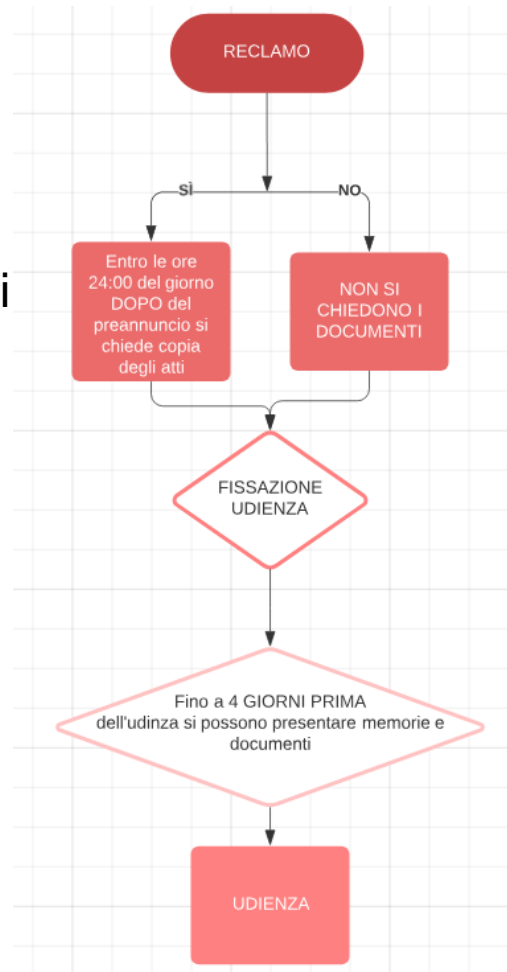 RECLAMO
SÌ
NO
i
Entro le ore
24:00 del giorno
DOPO del
preannuncio si
chiede copia
degli atti
NON SI
CHIEDONO I
DOCUMENTI
FISSAZIONE
UDIENZA
Fino a 4 GIORNI PRIMA
dell'udinza si possono presentare memorie e
documenti
UDIENZA